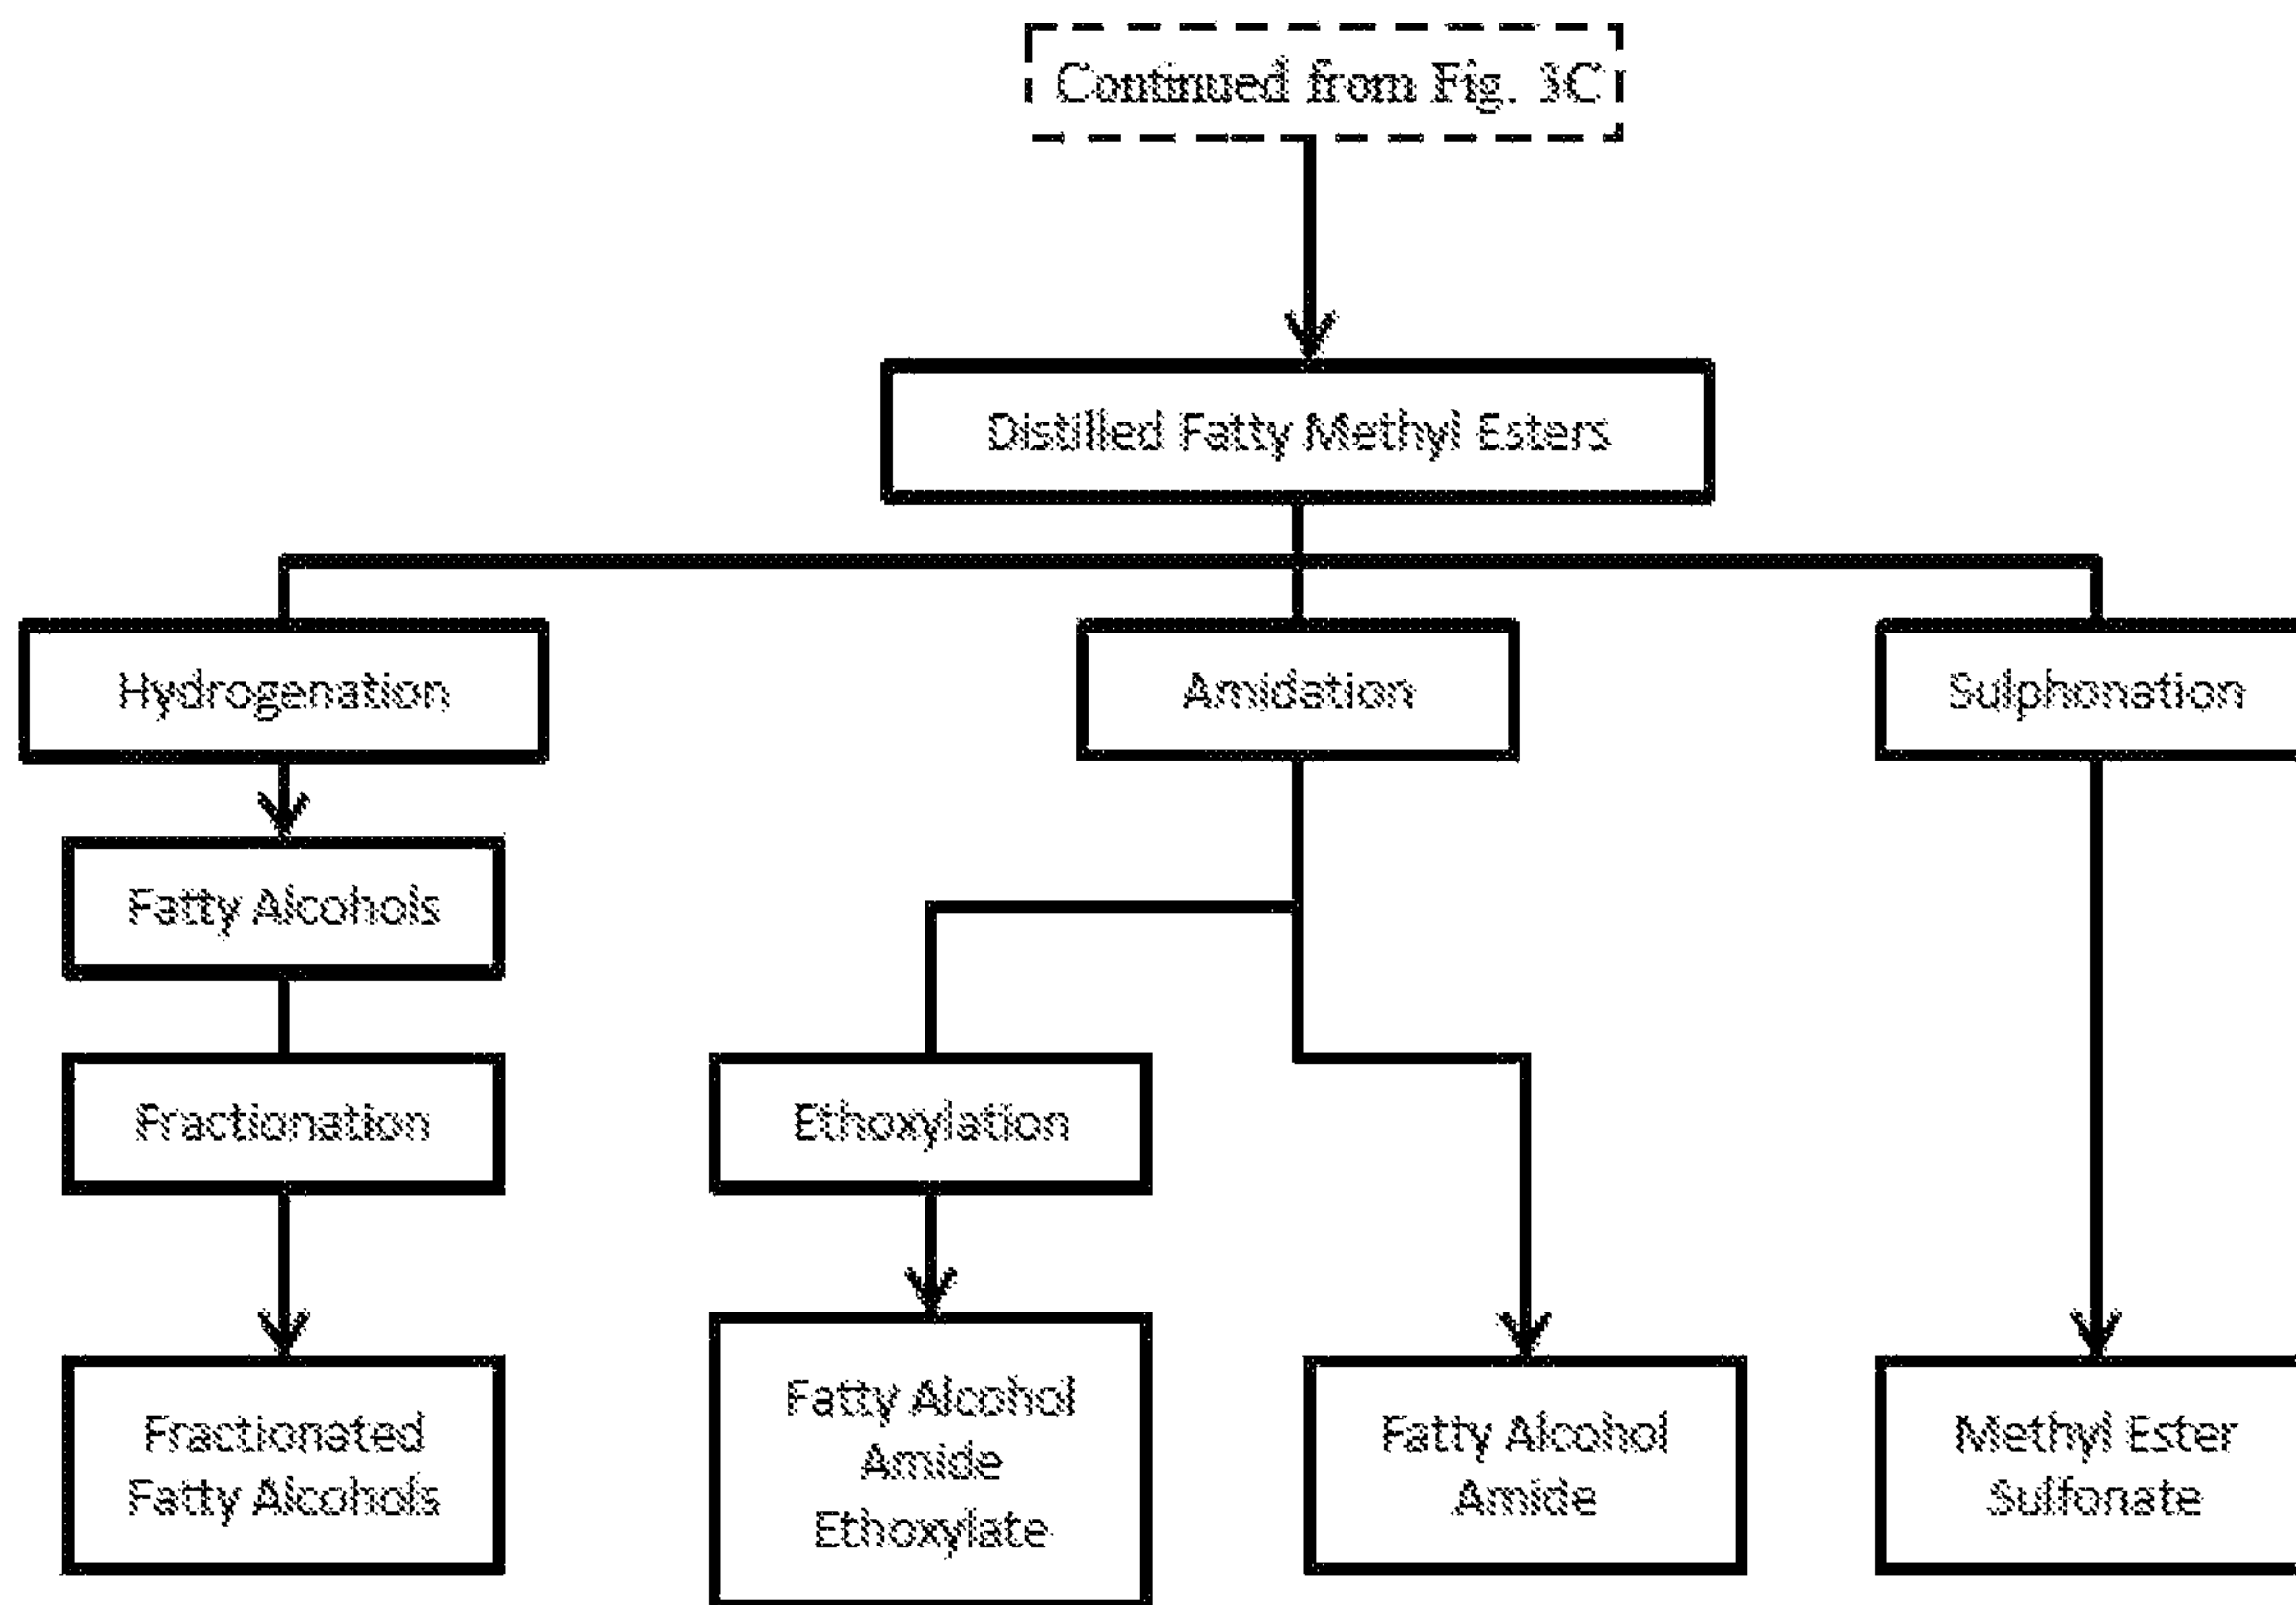 Continued from Fig. 3C
Distilled Fatty Methyl Esters
Hydrogenation
Amidation
Sulphonation
Fatty Alcohols
Fractionation
Ethoxylation
Fractionated
Fatty Alcohols
Fatty Alcohol
Amide
Ethoxylate
Fatty Alcohol
Amide
Methyl Ester
Sulfonate